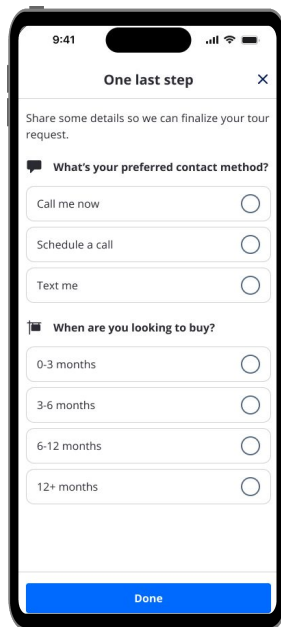 9:41
One last step
Share some details so we can finalize your tour
request.
What's your preferred contact method?
Call me now
Schedule a call
Text me
When are you looking to buy?
0-3 months
3-6 months
6-12 months
12+ months
Done